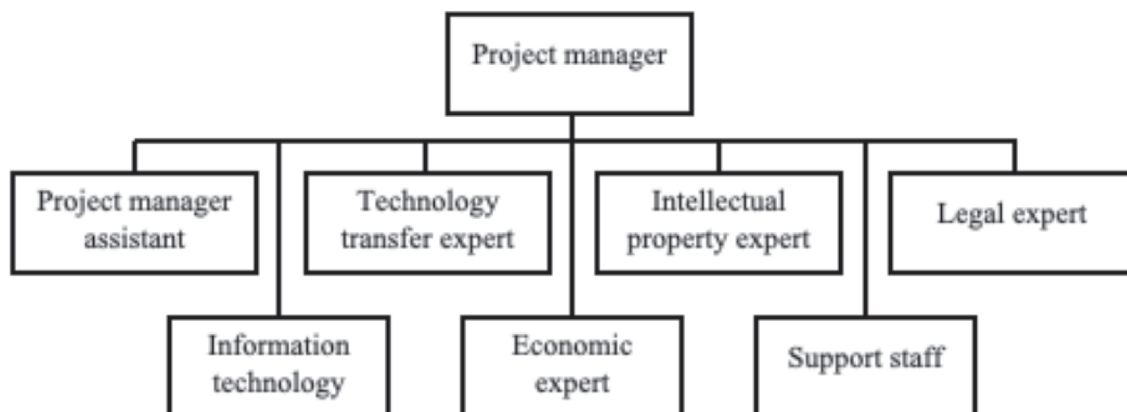 Project manager
Project manager
assistant
Technology
transfer expert
Intellectual
property expert
Legal expert
Information
technology
Economic
expert
Support staff